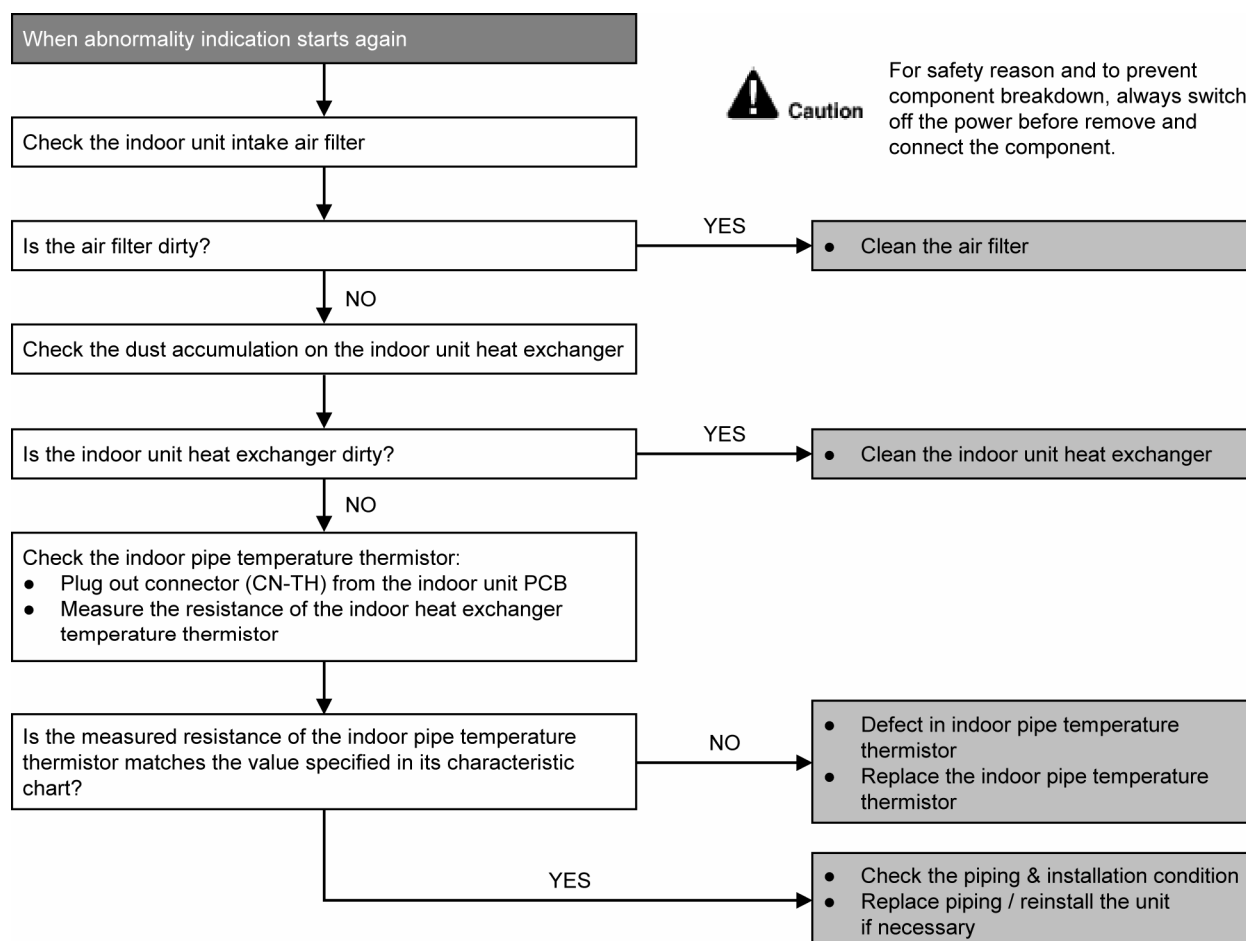 When abnormality indication starts again
For safety reason and to prevent
component breakdown, always switch
off the power before remove and
connect the component.
Caution
Check the indoor unit intake air filter
Is the air filter dirty?
YES
● Clean the air filter
NO
Check the dust accumulation on the indoor unit heat exchanger
Is the indoor unit heat exchanger dirty?
YES
● Clean the indoor unit heat exchanger
NO
Check the indoor pipe temperature thermistor:
● Plug out connector (CN-TH) from the indoor unit PCB
● Measure the resistance of the indoor heat exchanger
temperature thermistor
Is the measured resistance of the indoor pipe temperature
thermistor matches the value specified in its characteristic
chart?
NO
● Defect in indoor pipe temperature
thermistor
● Replace the indoor pipe temperature
thermistor
YES
● Check the piping & installation condition
● Replace piping / reinstall the unit
if necessary